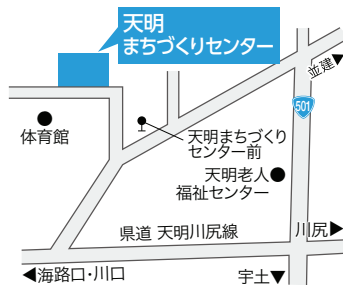 天明
まちづくりセンター
並建▶
501
体育館
天明まちづくり
センター前
天明老人
福祉センター
県道 天明川尻線
川尻▶
◀海路口・川口
宇土▼